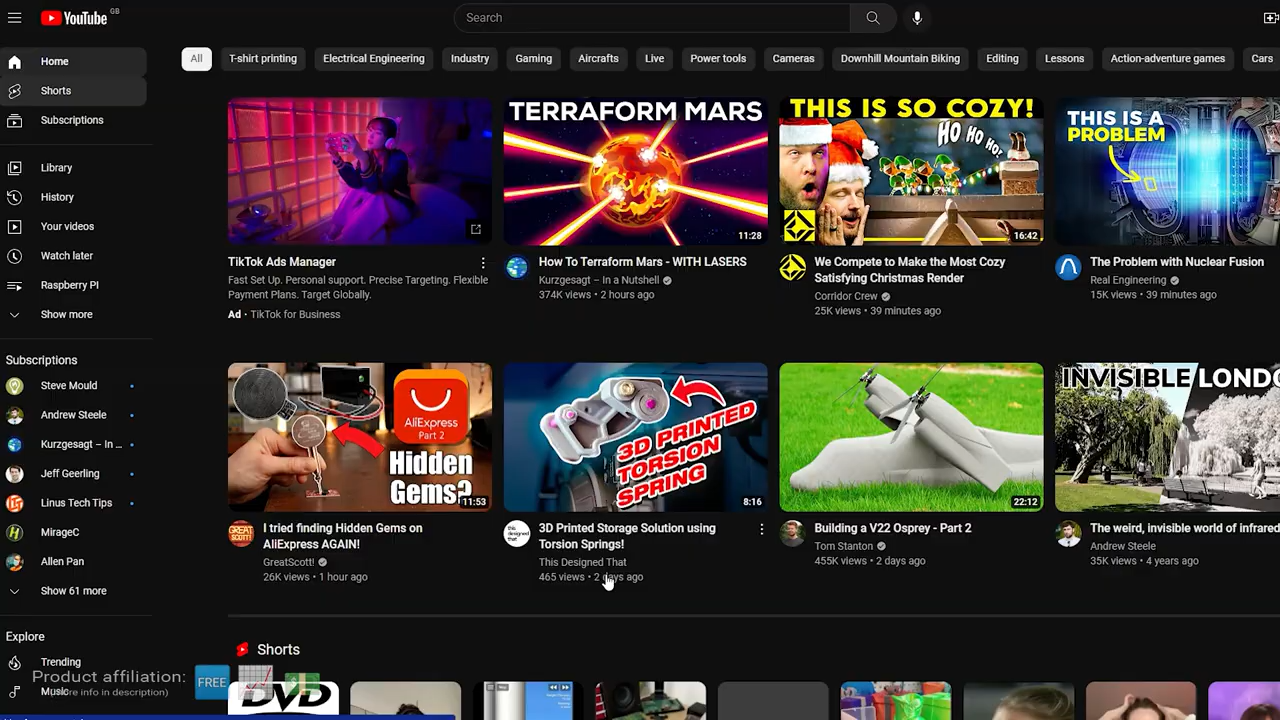 YouTube GB
Search
Home
Shorts
Subscriptions
Library
History
Your videos
Watch later
Raspberry PI
Show more
Subscriptions
Steve Mould
Andrew Steele
Kurzgesagt – In ...
Jeff Geerling
Linus Tech Tips
MirageC
Allen Pan
Show 61 more
Explore
Trending
Music
All
T-shirt printing
Electrical Engineering
Industry
Gaming
Aircrafts
Live
Power tools
Cameras
Downhill Mountain Biking
Editing
Lessons
Action-adventure games
Cars
TikTok Ads Manager
Fast Set Up. Personal support. Precise Targeting. Flexible
Payment Plans. Target Globally.
Ad • TikTok for Business
TERRAFORM MARS
11:28
How To Terraform Mars - WITH LASERS
Kurzgesagt – In a Nutshell
374K views • 2 hours ago
THIS IS SO COZY!
HO HO HO!
16:42
We Compete to Make the Most Cozy
Satisfying Christmas Render
Corridor Crew
25K views • 39 minutes ago
THIS IS A
PROBLEM
The Problem with Nuclear Fusion
Real Engineering
15K views • 39 minutes ago
AliExpress
Part 2
Hidden
Gems?
11:53
GREAT
SCOTT!
I tried finding Hidden Gems on
AliExpress AGAIN!
GreatScott!
26K views • 1 hour ago
3D PRINTED
TORSION
SPRING
8:16
this
designed
that
3D Printed Storage Solution using
Torsion Springs!
This Designed That
465 views • 2 days ago
22:12
Building a V22 Osprey - Part 2
Tom Stanton
455K views • 2 days ago
INVISIBLE LONDO
The weird, invisible world of infrared
Andrew Steele
35K views • 4 years ago
Shorts
DVD
Product affiliation:
(More info in description)
FREE